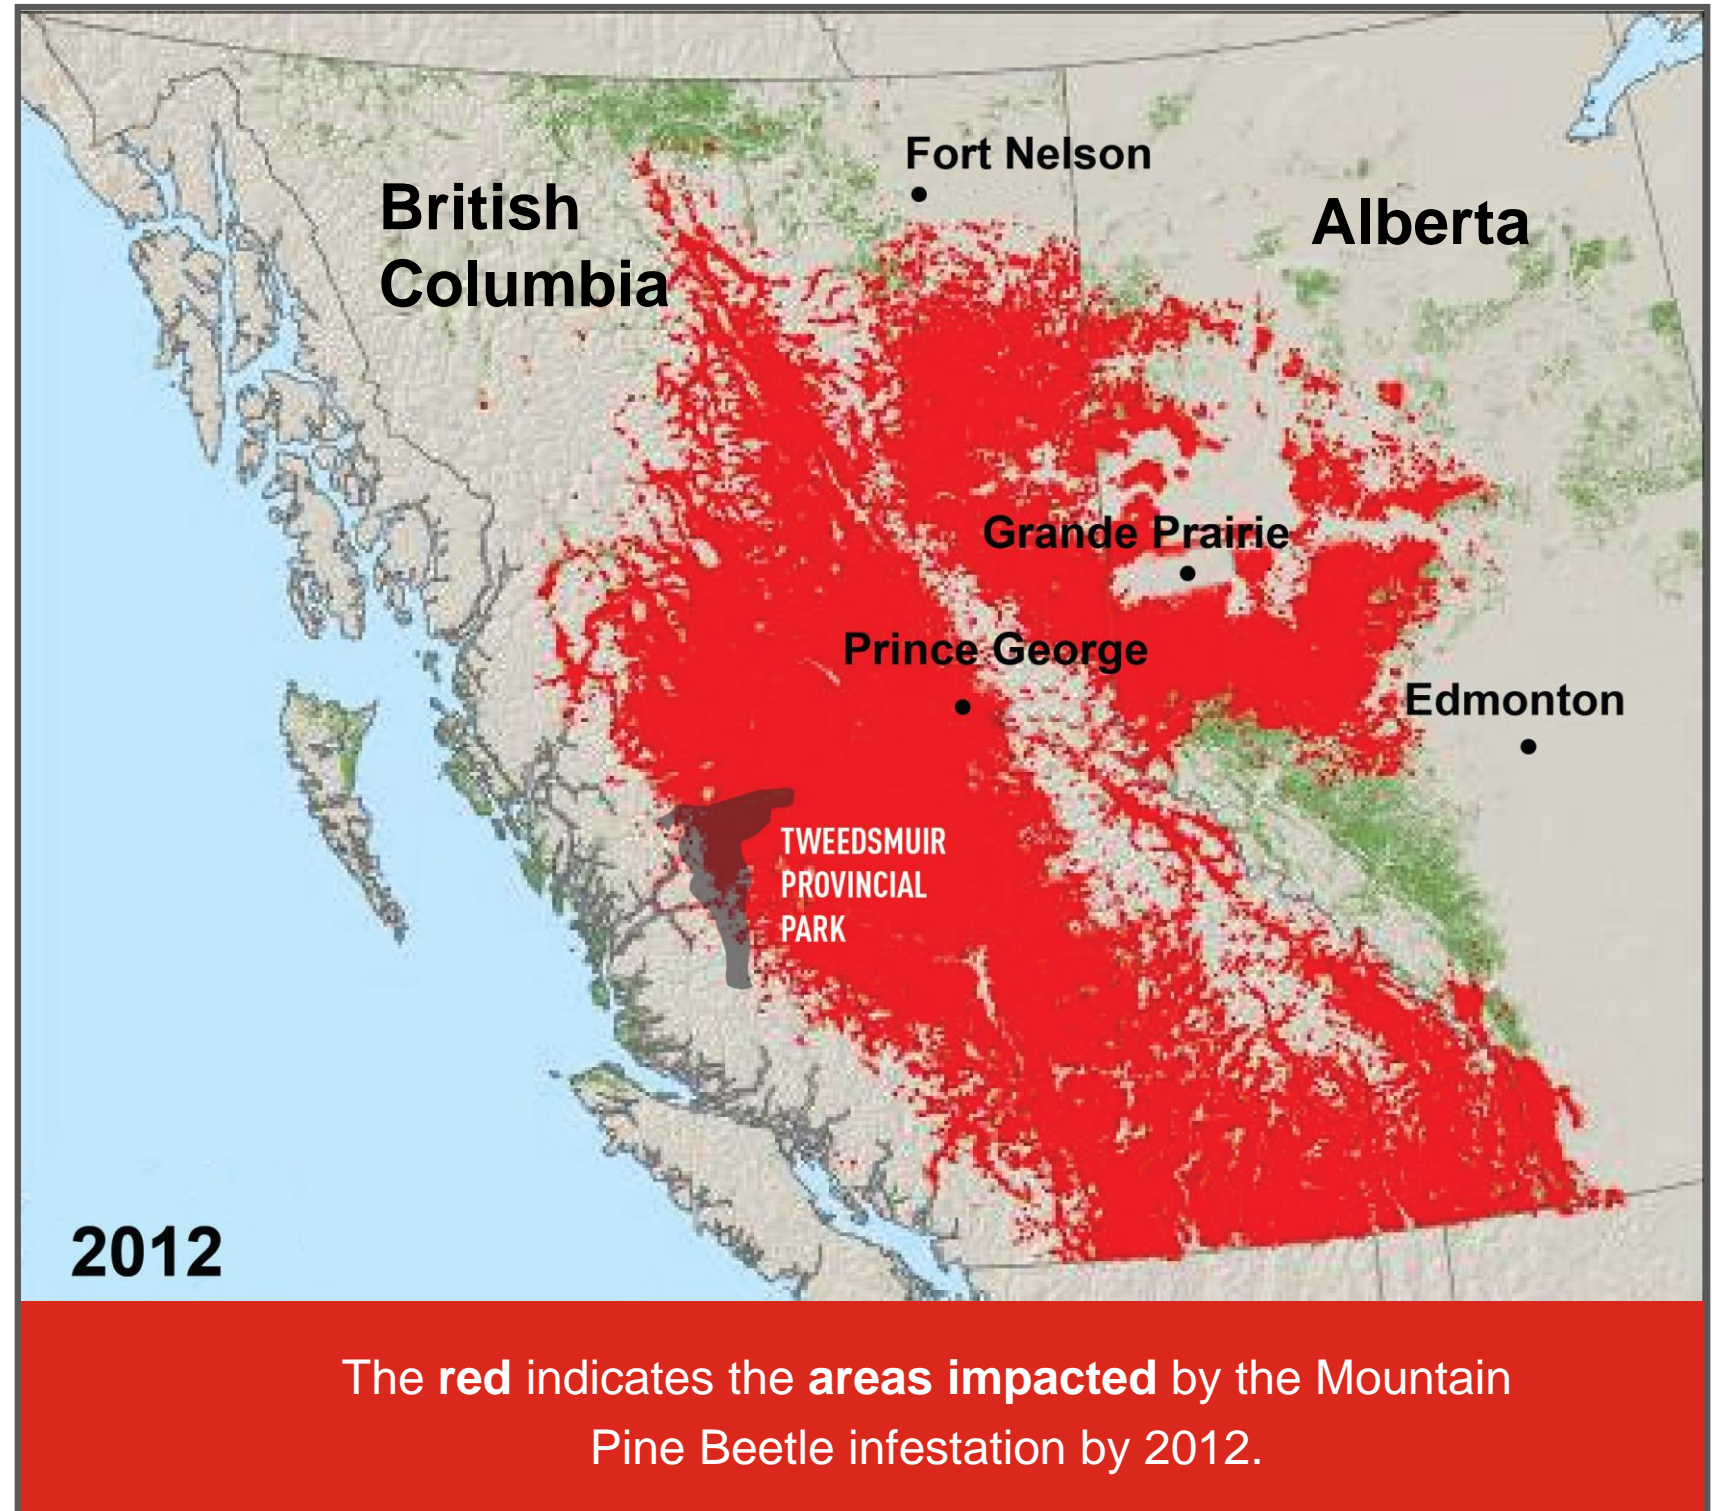 Fort Nelson
British
Columbia
Alberta
Grande Prairie
Prince George
Edmonton
TWEEDSMUIR
PROVINCIAL
PARK
2012
The red indicates the areas impacted by the Mountain
Pine Beetle infestation by 2012.